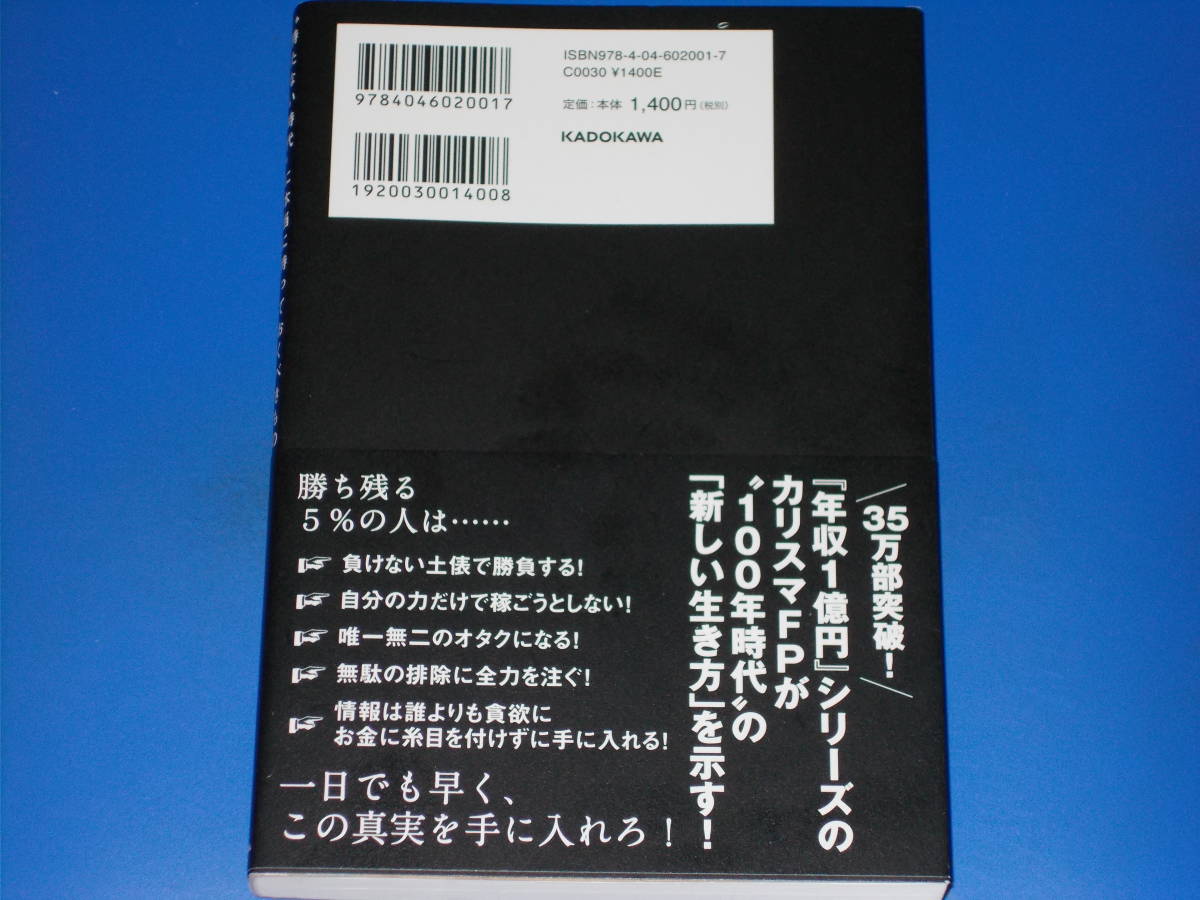 ISBN978-4-04-602001-7
C0030 ¥1400E
定価：本体 1,400円（税別）
KADOKAWA
9784046020017
1920030014008
＼35万部突破！／
『年収1億円』シリーズの
カリスマFPが
〝100年時代〟の
「新しい生き方」を示す！
勝ち残る
5％の人は……
☞ 負けない土俵で勝負する！
☞ 自分の力だけで稼ごうとしない！
☞ 唯一無二のオタクになる！
☞ 無駄の排除に全力を注ぐ！
☞ 情報は誰よりも貪欲に
お金に糸目を付けずに手に入れる！
一日でも早く、
この真実を手に入れろ！